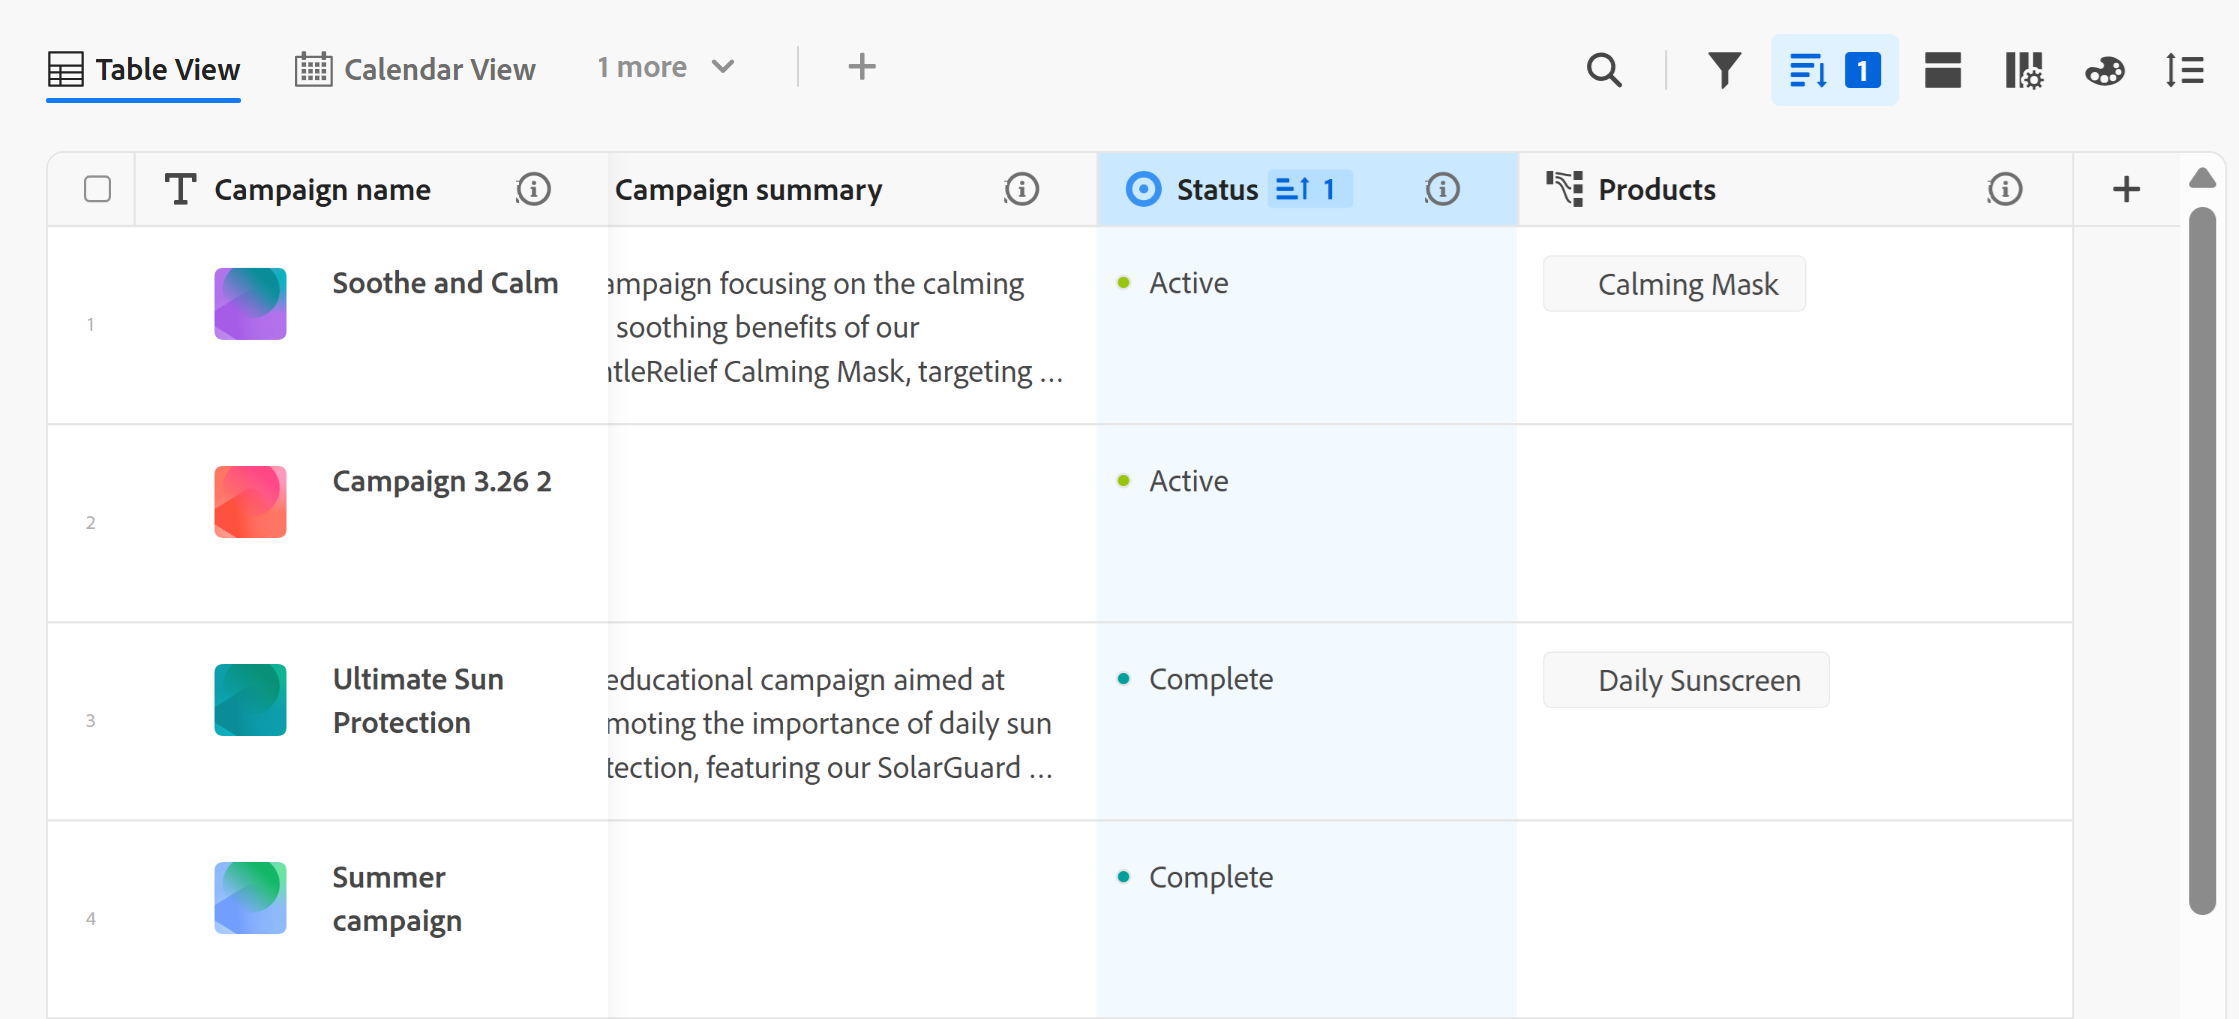 Table View
Calendar View
1 more
1
Campaign name
Campaign summary
Status 1
Products
1
Soothe and Calm
ampaign focusing on the calming
soothing benefits of our
ntleRelief Calming Mask, targeting ...
Active
Calming Mask
2
Campaign 3.26 2
Active
3
Ultimate Sun
Protection
educational campaign aimed at
moting the importance of daily sun
tection, featuring our SolarGuard ...
Complete
Daily Sunscreen
4
Summer
campaign
Complete